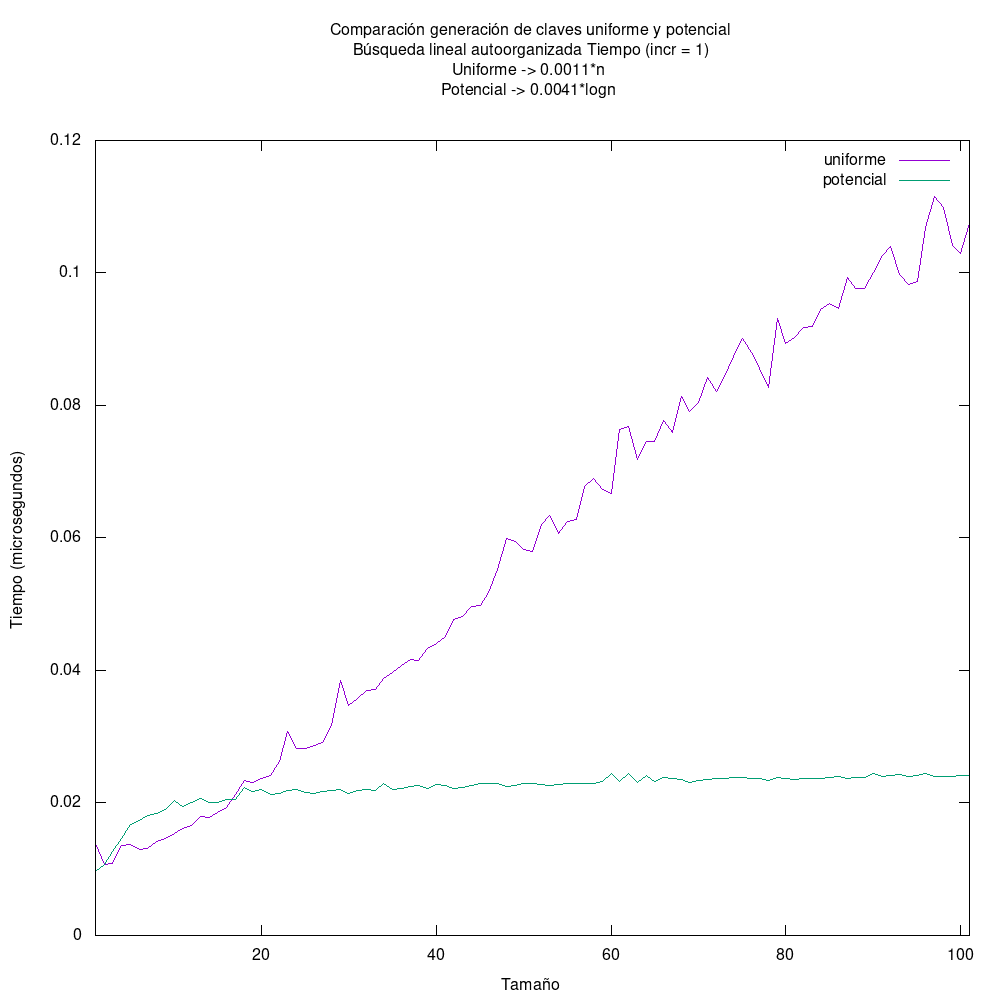 Comparación generación de claves uniforme y potencial
Búsqueda lineal autoorganizada Tiempo (incr = 1)
Uniforme -> 0.0011*n
Potencial -> 0.0041*logn
uniforme
potencial
0.12
0.1
0.08
0.06
0.04
0.02
0
Tiempo (microsegundos)
20
40
60
80
100
Tamaño